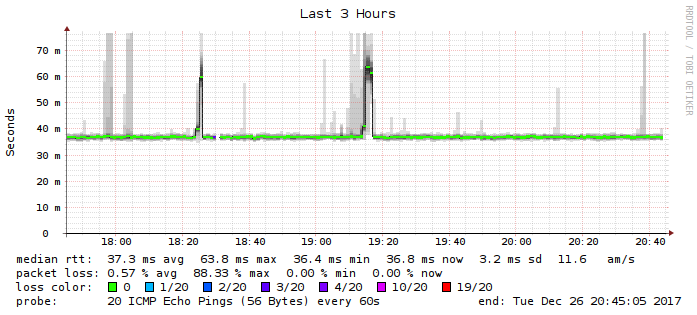 Last 3 Hours
RRDTOOL / TOBI OETIKER
Seconds
70 m
60 m
50 m
40 m
30 m
20 m
10 m
0
18:00 18:20 18:40 19:00 19:20 19:40 20:00 20:20 20:40
median rtt: 37.3 ms avg 63.8 ms max 36.4 ms min 36.8 ms now 3.2 ms sd 11.6 am/s
packet loss: 0.57 % avg 88.33 % max 0.00 % min 0.00 % now
loss color: 0 1/20 2/20 3/20 4/20 10/20 19/20
probe: 20 ICMP Echo Pings (56 Bytes) every 60s end: Tue Dec 26 20:45:05 2017